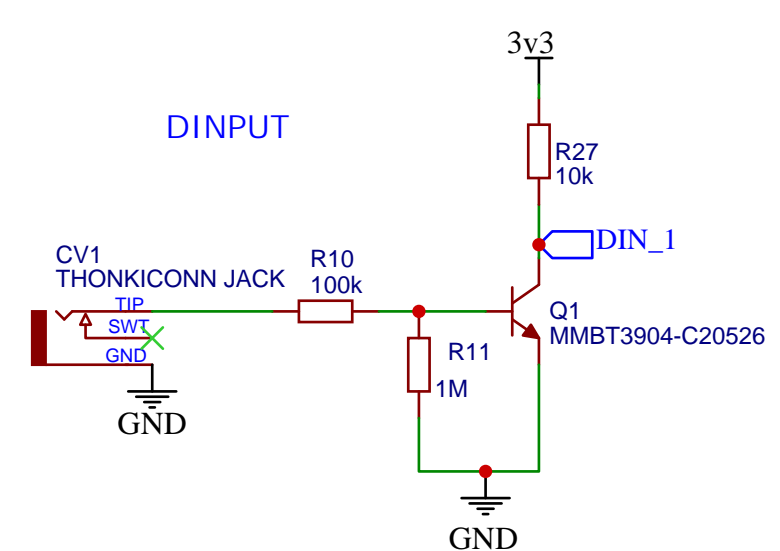 3v3
DINPUT
R27
10k
DIN_1
CV1
THONKICONN JACK
R10
100k
TIP
SWT
GND
Q1
MMBT3904-C20526
R11
1M
GND
GND